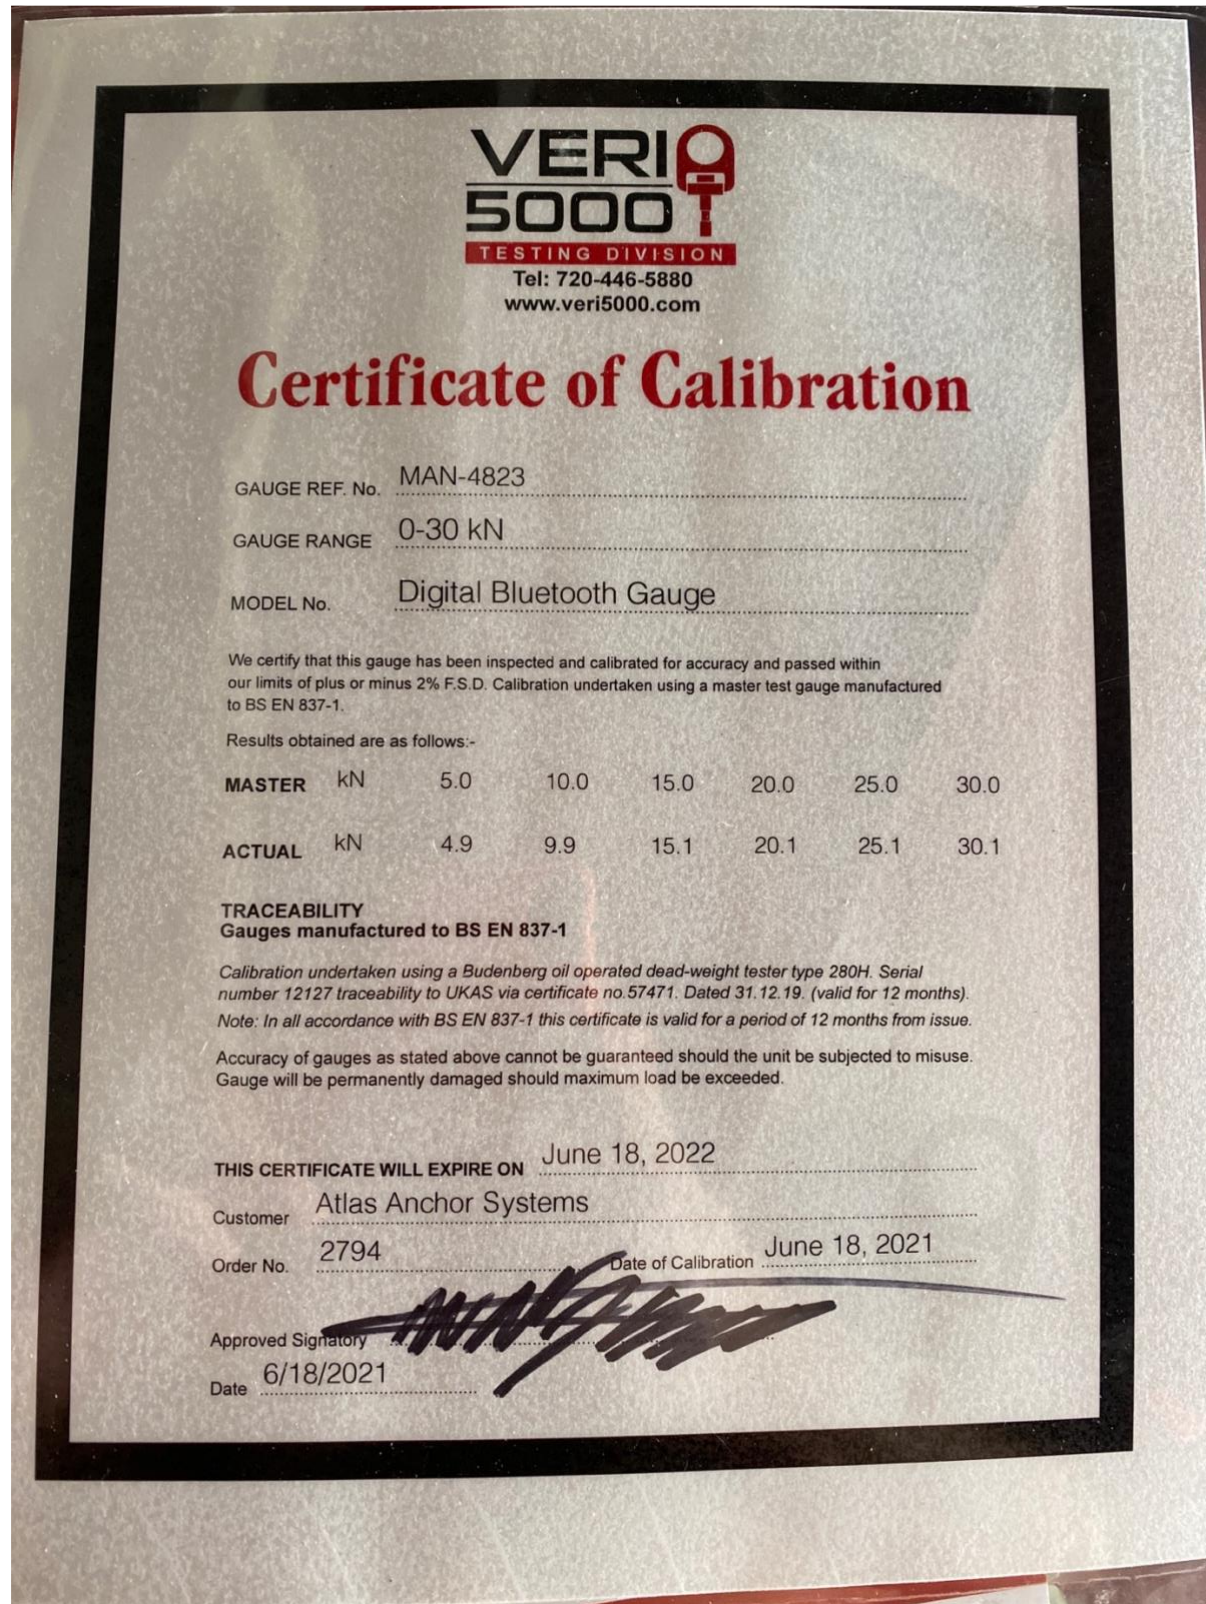 VERI
5000
TESTING DIVISION
Tel: 720-446-5880
www.veri5000.com
Certificate of Calibration
GAUGE REF. No. MAN-4823
GAUGE RANGE 0-30 kN
MODEL No. Digital Bluetooth Gauge
We certify that this gauge has been inspected and calibrated for accuracy and passed within
our limits of plus or minus 2% F.S.D. Calibration undertaken using a master test gauge manufactured
to BS EN 837-1.
Results obtained are as follows:-
MASTER kN 5.0 10.0 15.0 20.0 25.0 30.0
ACTUAL kN 4.9 9.9 15.1 20.1 25.1 30.1
TRACEABILITY
Gauges manufactured to BS EN 837-1
Calibration undertaken using a Budenberg oil operated dead-weight tester type 280H. Serial
number 12127 traceability to UKAS via certificate no.57471. Dated 31.12.19. (valid for 12 months).
Note: In all accordance with BS EN 837-1 this certificate is valid for a period of 12 months from issue.
Accuracy of gauges as stated above cannot be guaranteed should the unit be subjected to misuse.
Gauge will be permanently damaged should maximum load be exceeded.
THIS CERTIFICATE WILL EXPIRE ON June 18, 2022
Customer Atlas Anchor Systems
Order No. 2794 Date of Calibration June 18, 2021
Approved Signatory
Date 6/18/2021